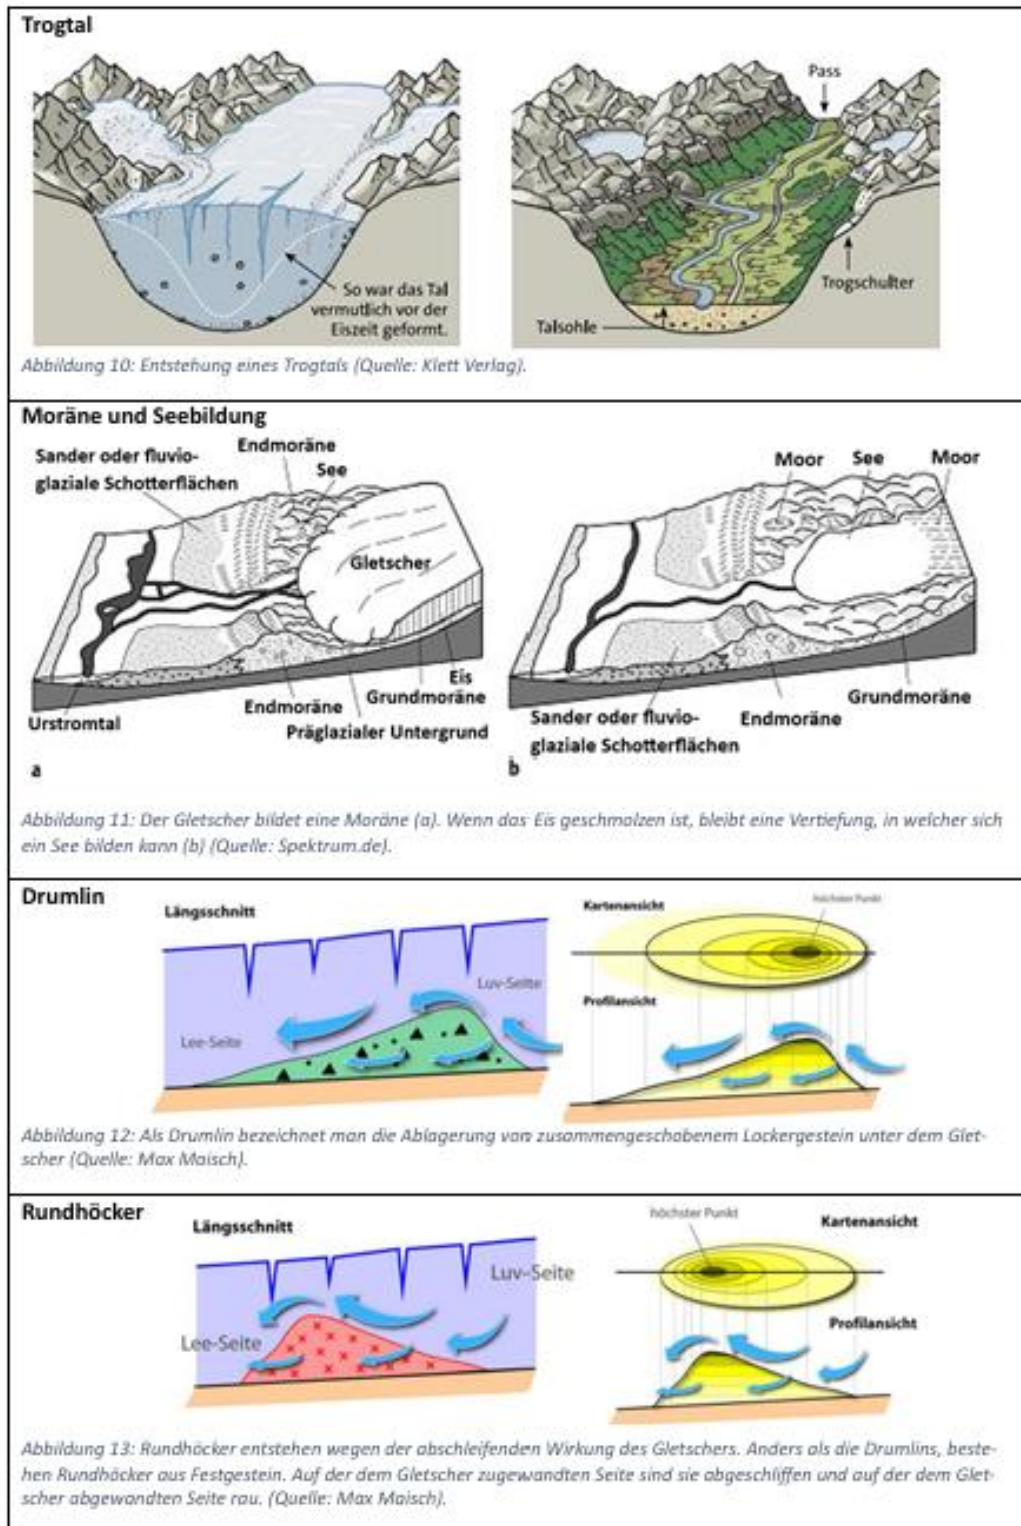 Trogtal
Pass
So war das Tal
vermutlich vor der
Eiszeit geformt.
Trogschulter
Talsohle
Abbildung 10: Entstehung eines Trogtals (Quelle: Klett Verlag).
Moräne und Seebildung
Sander oder fluvio-
glaziale Schotterflächen
Endmoräne
See
Gletscher
Eis
Grundmoräne
Endmoräne
Präglazialer Untergrund
Urstromtal
a
Moor
See
Moor
Grundmoräne
Sander oder fluvio-
glaziale Schotterflächen
Endmoräne
b
Abbildung 11: Der Gletscher bildet eine Moräne (a). Wenn das Eis geschmolzen ist, bleibt eine Vertiefung, in welcher sich
ein See bilden kann (b) (Quelle: Spektrum.de).
Drumlin
Längsschnitt
Luv-Seite
Lee-Seite
Kartenansicht
höchster Punkt
Profilansicht
Abbildung 12: Als Drumlin bezeichnet man die Ablagerung von zusammengeschobenem Lockergestein unter dem Glet-
scher (Quelle: Max Maisch).
Rundhöcker
Längsschnitt
Luv-Seite
Lee-Seite
höchster Punkt
Kartenansicht
Profilansicht
Abbildung 13: Rundhöcker entstehen wegen der abschleifenden Wirkung des Gletschers. Anders als die Drumlins, beste-
hen Rundhöcker aus Festgestein. Auf der dem Gletscher zugewandten Seite sind sie abgeschliffen und auf der dem Glet-
scher abgewandten Seite rau. (Quelle: Max Maisch).